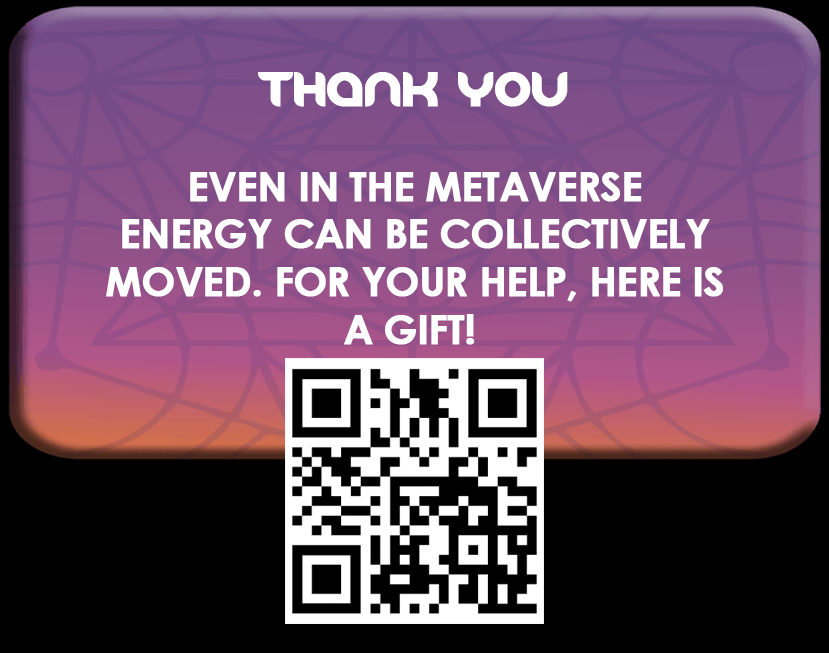 THANK YOU
EVEN IN THE METAVERSE
ENERGY CAN BE COLLECTIVELY
MOVED. FOR YOUR HELP, HERE IS
A GIFT!